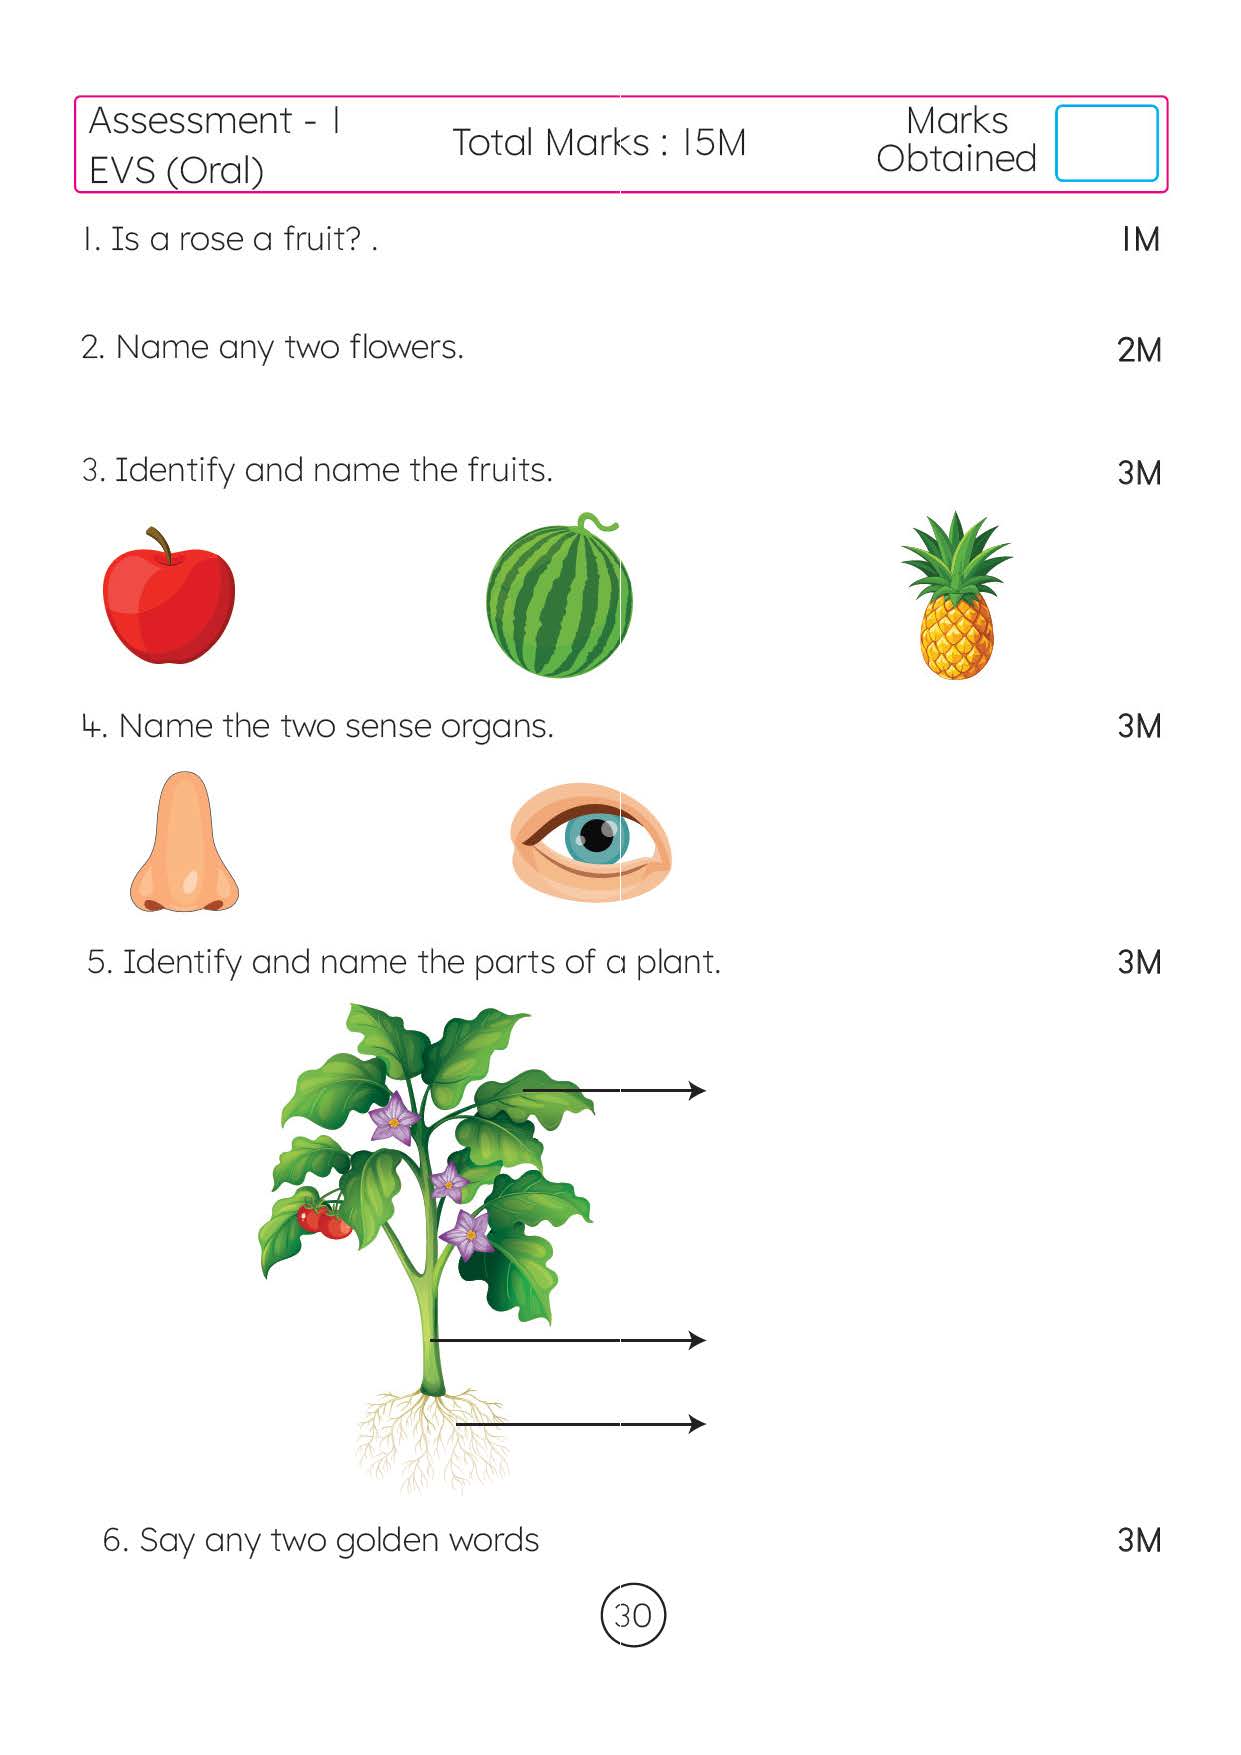 Assessment - 1
EVS (Oral)
Total Marks : 15M
Marks
Obtained
1. Is a rose a fruit? . 1M
2. Name any two flowers. 2M
3. Identify and name the fruits. 3M
4. Name the two sense organs. 3M
5. Identify and name the parts of a plant. 3M
6. Say any two golden words 3M
30